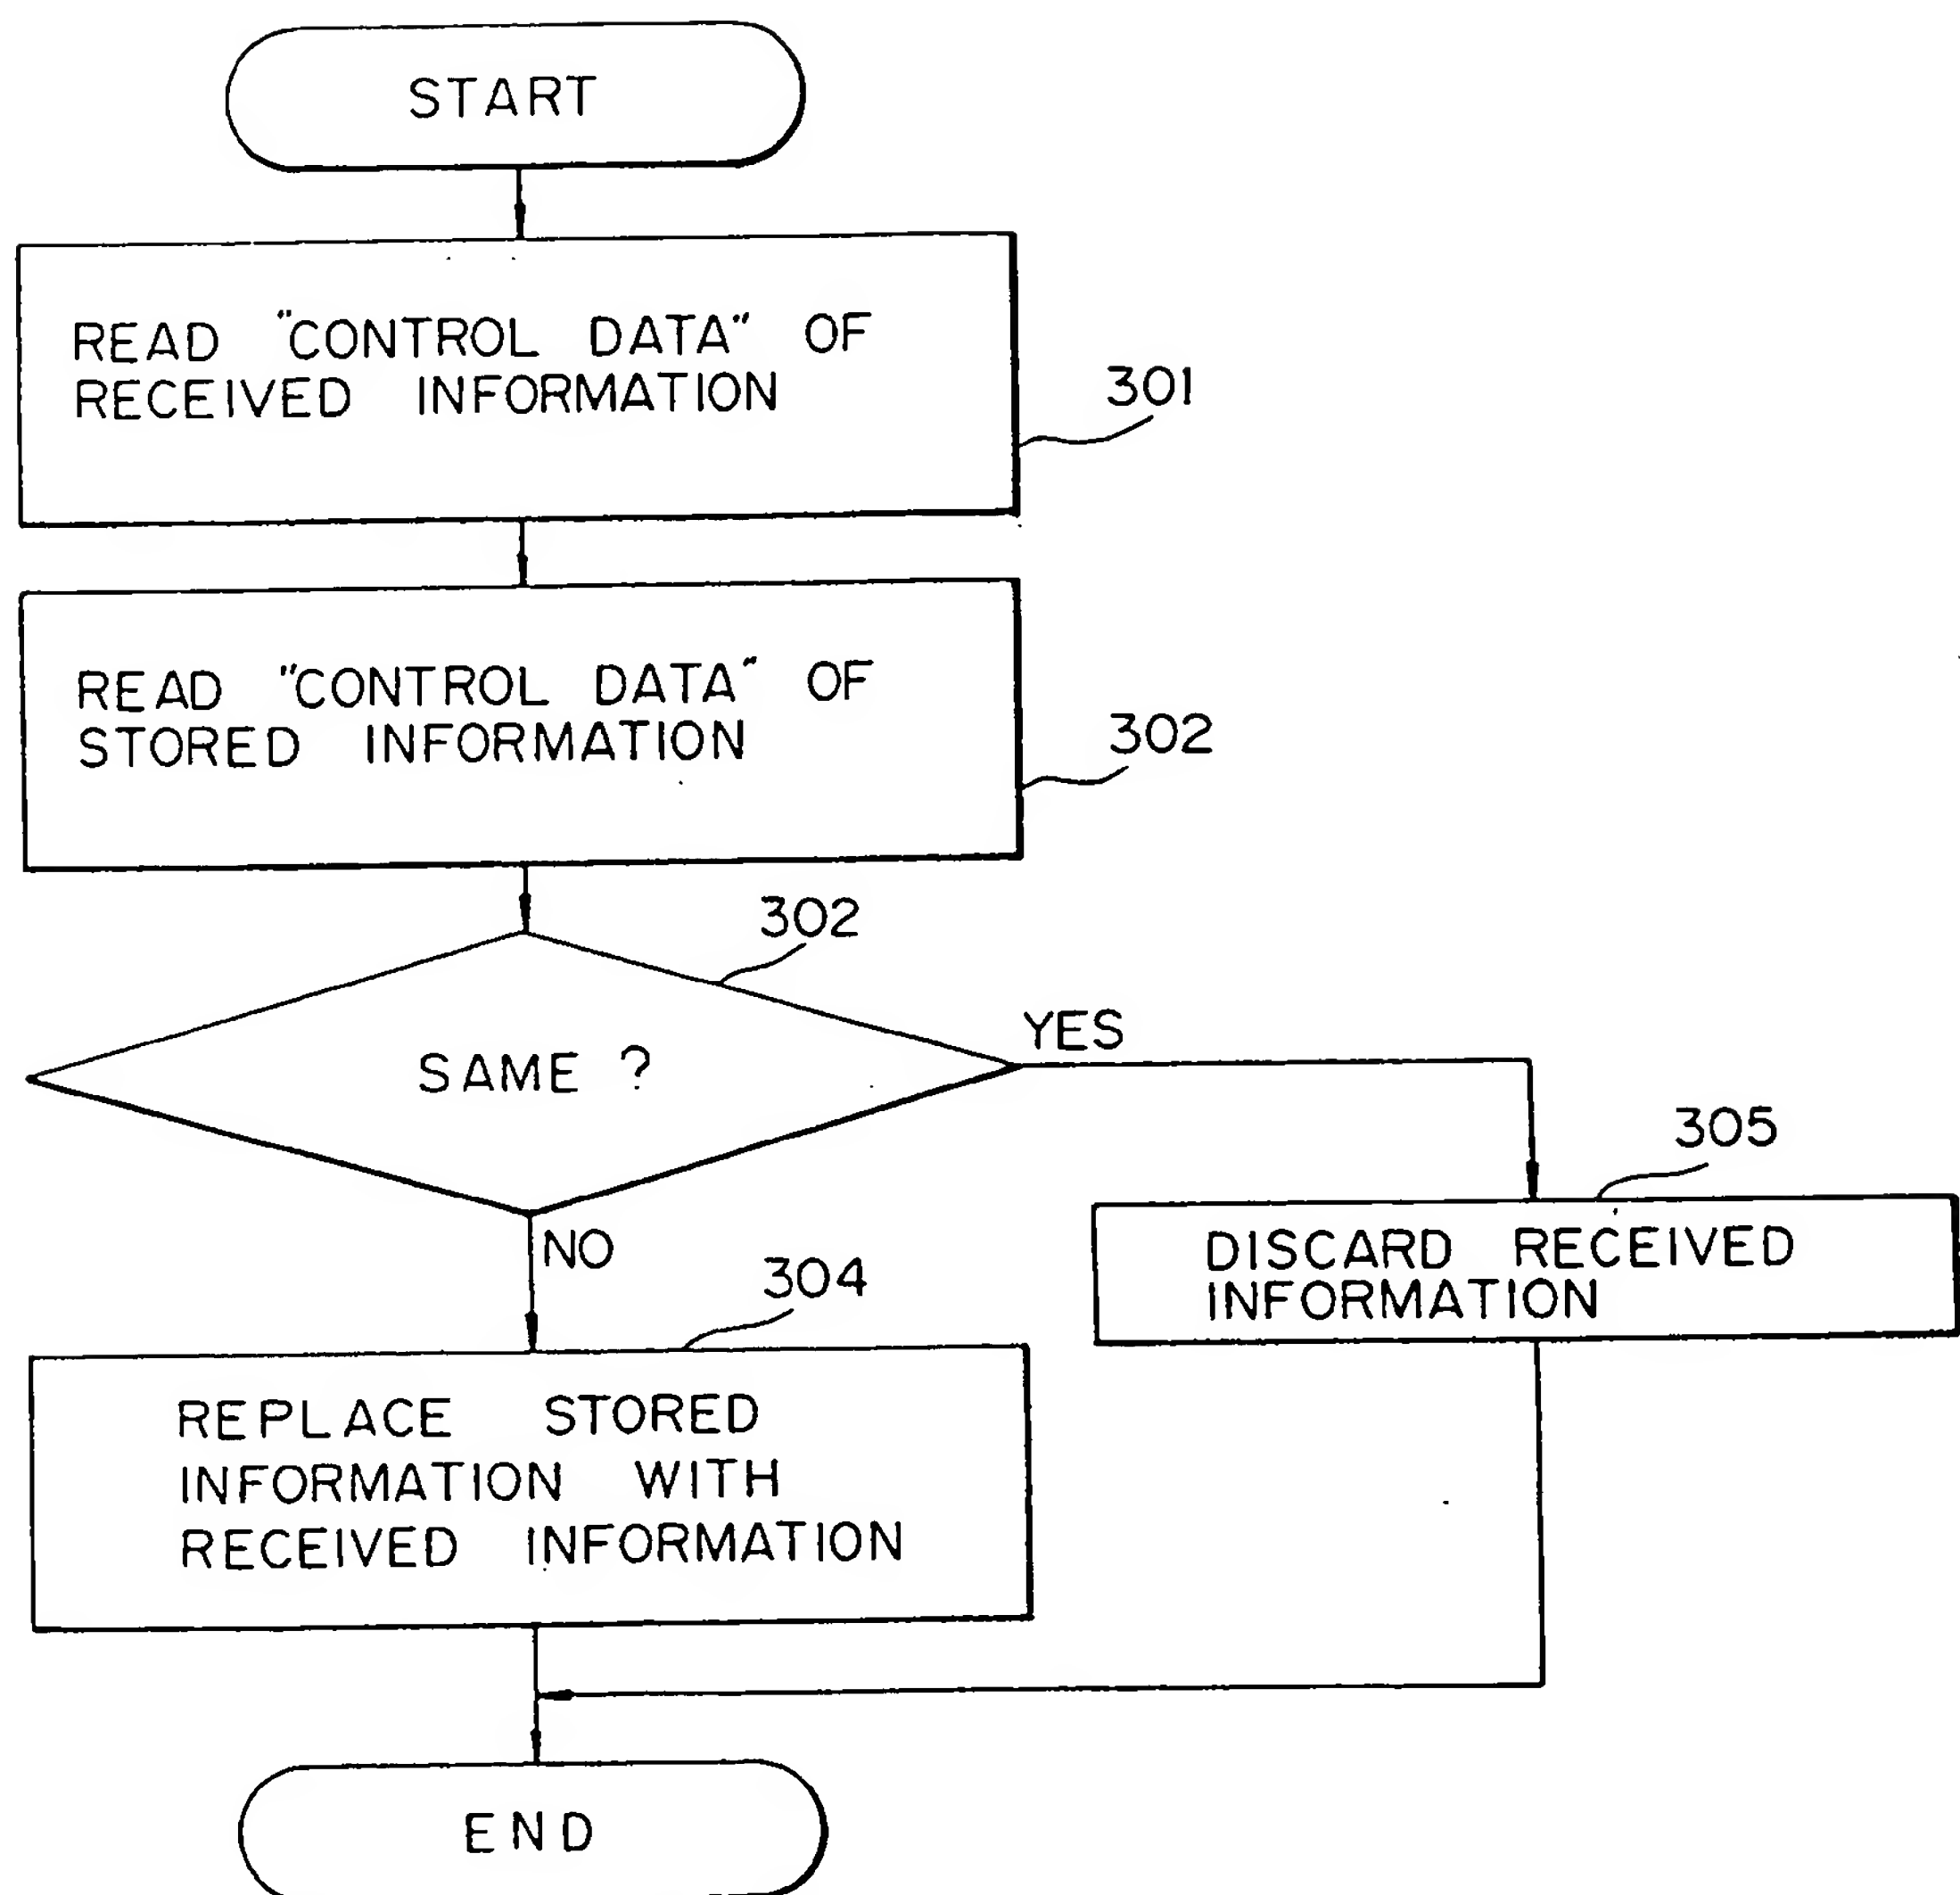 START
READ "CONTROL DATA" OF
RECEIVED INFORMATION
301
READ "CONTROL DATA" OF
STORED INFORMATION
302
302
SAME ?
YES
NO
305
DISCARD RECEIVED
INFORMATION
304
REPLACE STORED
INFORMATION WITH
RECEIVED INFORMATION
END